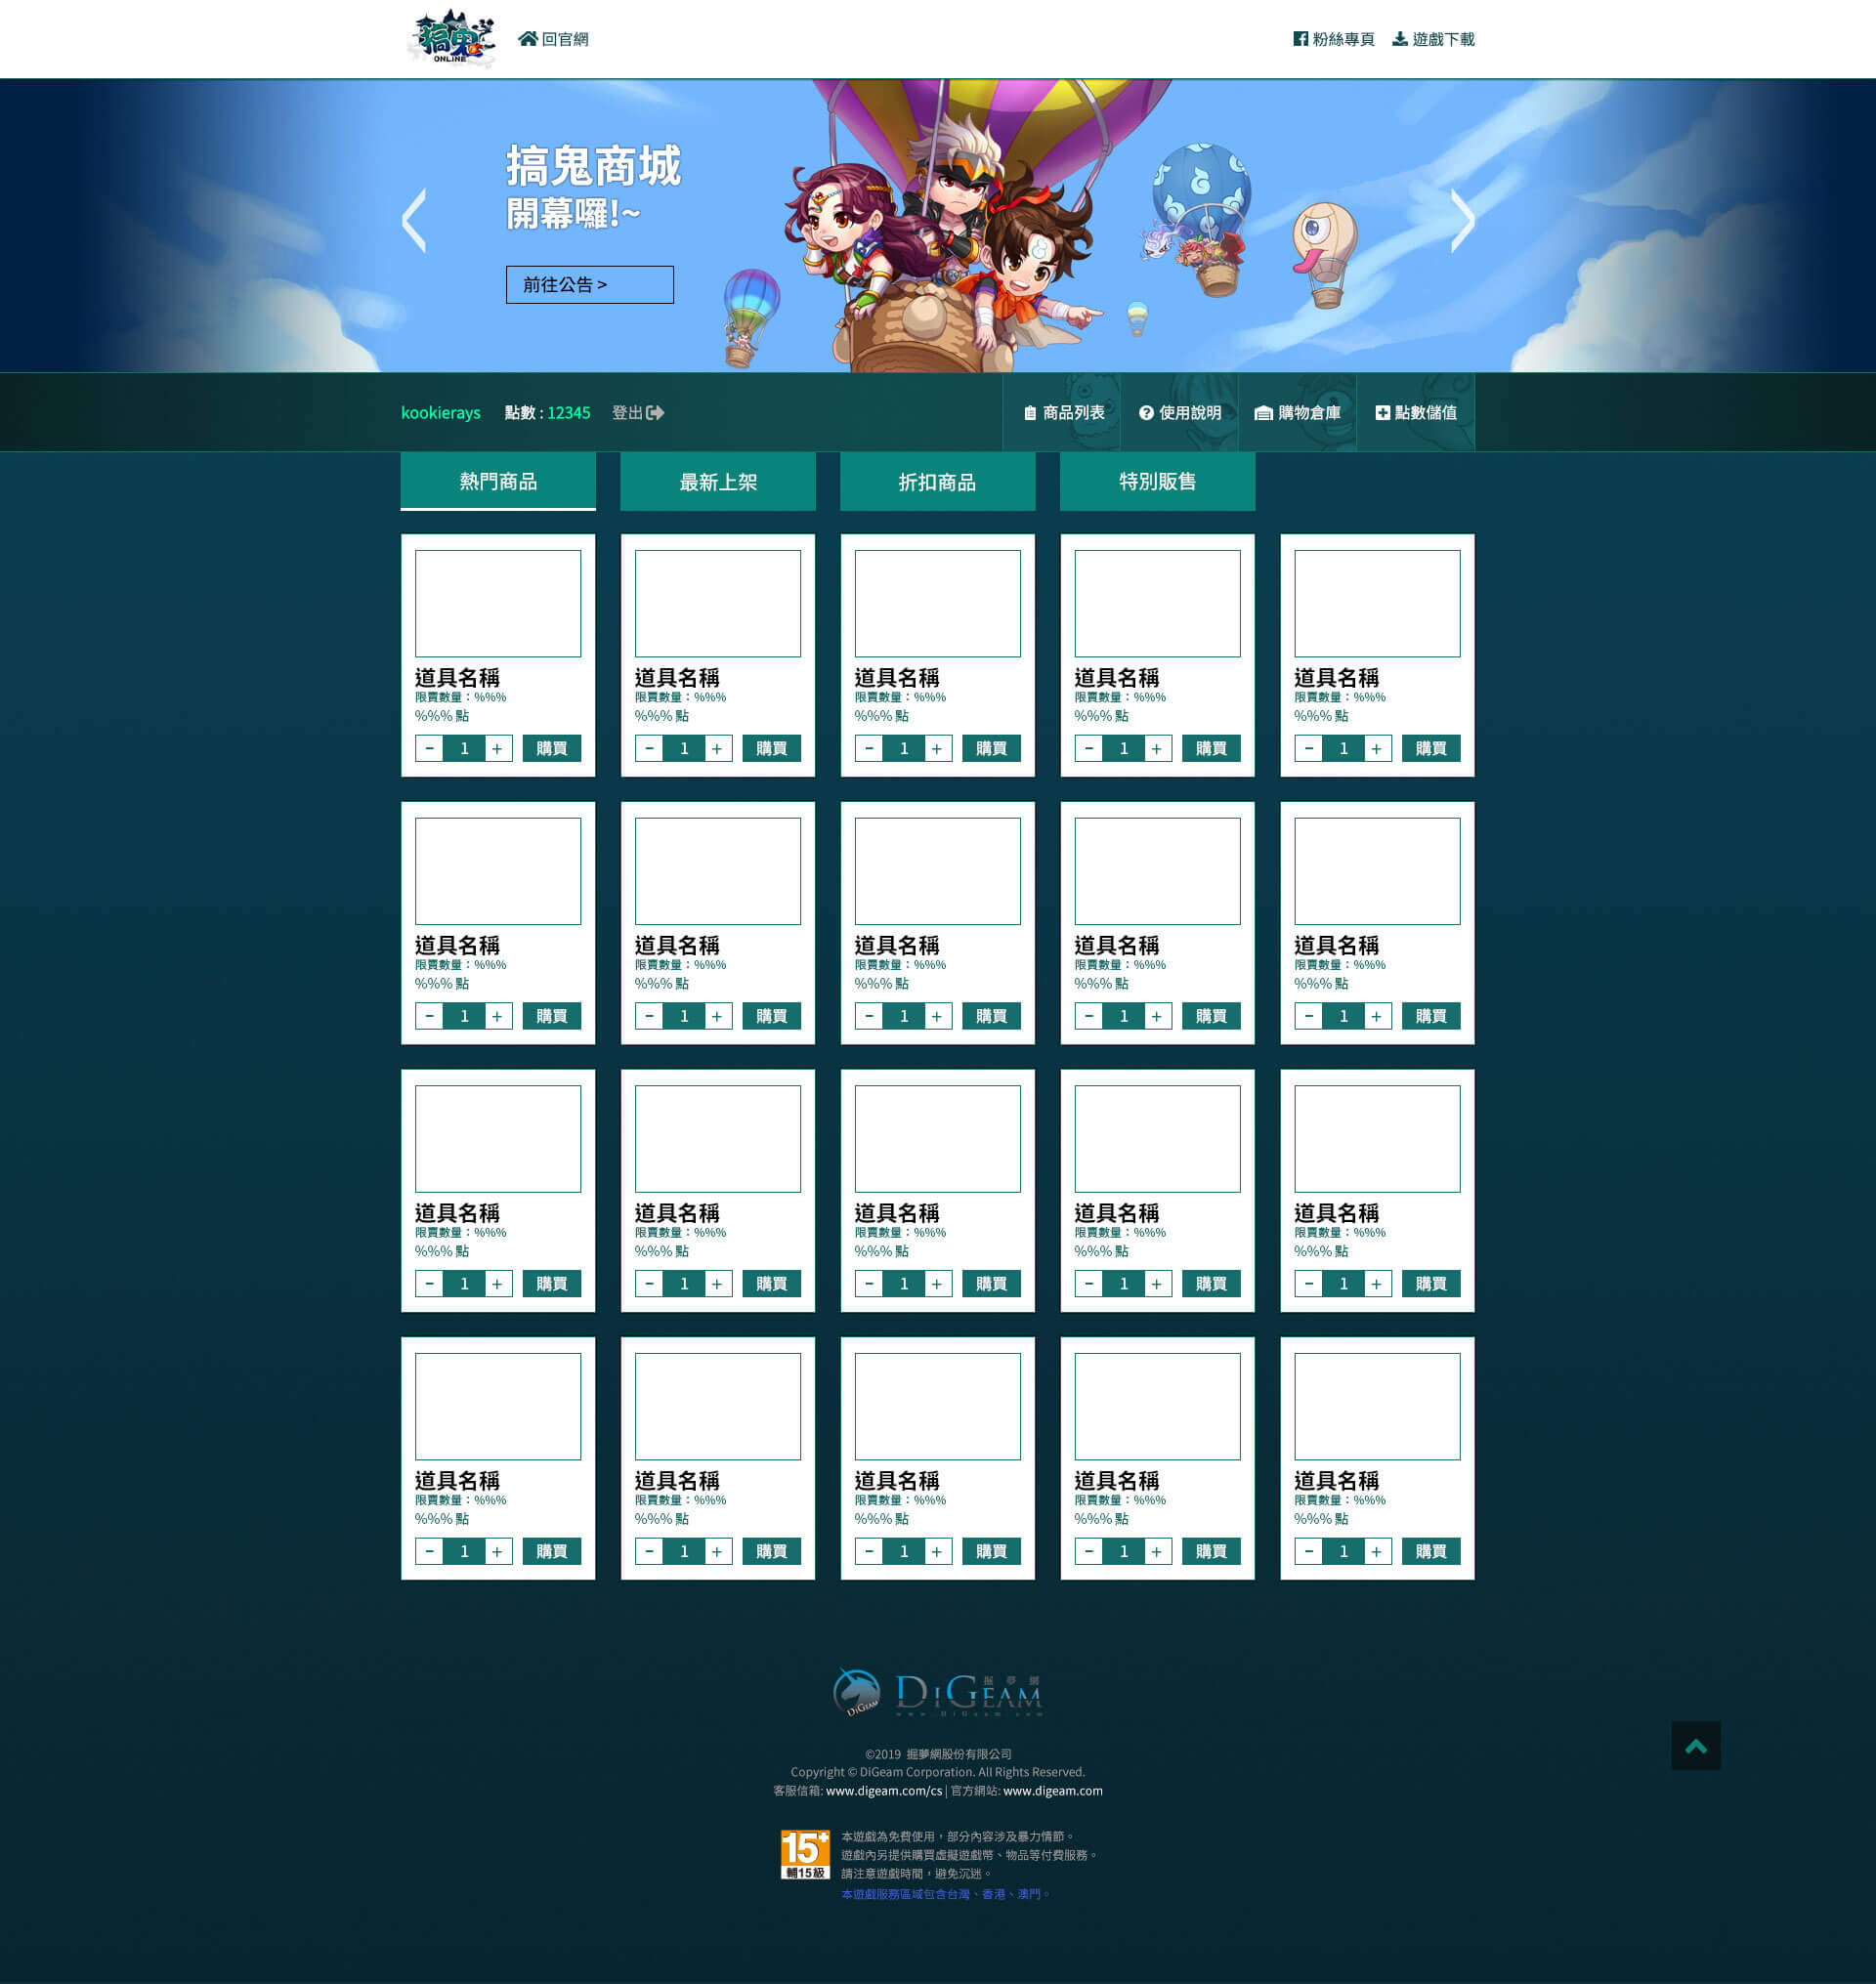 搞鬼
ONLINE
回官網
粉絲專頁
遊戲下載
搞鬼商城
開幕囉!~
前往公告 >
kookierays
點數 : 12345
登出
商品列表
使用說明
購物倉庫
點數儲值
熱門商品
最新上架
折扣商品
特別販售
道具名稱 道具名稱 道具名稱 道具名稱 道具名稱
限賣數量：%%% 限賣數量：%%% 限賣數量：%%% 限賣數量：%%% 限賣數量：%%%
%%% 點 %%% 點 %%% 點 %%% 點 %%% 點
- 1 + 購買 - 1 + 購買 - 1 + 購買 - 1 + 購買 - 1 + 購買
道具名稱 道具名稱 道具名稱 道具名稱 道具名稱
限賣數量：%%% 限賣數量：%%% 限賣數量：%%% 限賣數量：%%% 限賣數量：%%%
%%% 點 %%% 點 %%% 點 %%% 點 %%% 點
- 1 + 購買 - 1 + 購買 - 1 + 購買 - 1 + 購買 - 1 + 購買
道具名稱 道具名稱 道具名稱 道具名稱 道具名稱
限賣數量：%%% 限賣數量：%%% 限賣數量：%%% 限賣數量：%%% 限賣數量：%%%
%%% 點 %%% 點 %%% 點 %%% 點 %%% 點
- 1 + 購買 - 1 + 購買 - 1 + 購買 - 1 + 購買 - 1 + 購買
道具名稱 道具名稱 道具名稱 道具名稱 道具名稱
限賣數量：%%% 限賣數量：%%% 限賣數量：%%% 限賣數量：%%% 限賣數量：%%%
%%% 點 %%% 點 %%% 點 %%% 點 %%% 點
- 1 + 購買 - 1 + 購買 - 1 + 購買 - 1 + 購買 - 1 + 購買
DiGeam
掘夢網
DiGeam
www.DiGeam.com
©2019 掘夢網股份有限公司
Copyright © DiGeam Corporation. All Rights Reserved.
客服信箱: www.digeam.com/cs | 官方網站: www.digeam.com
15+
輔15級
本遊戲為免費使用，部分內容涉及暴力情節。
遊戲內另提供購買虛擬遊戲幣、物品等付費服務。
請注意遊戲時間，避免沉迷。
本遊戲服務區域包含台灣、香港、澳門。